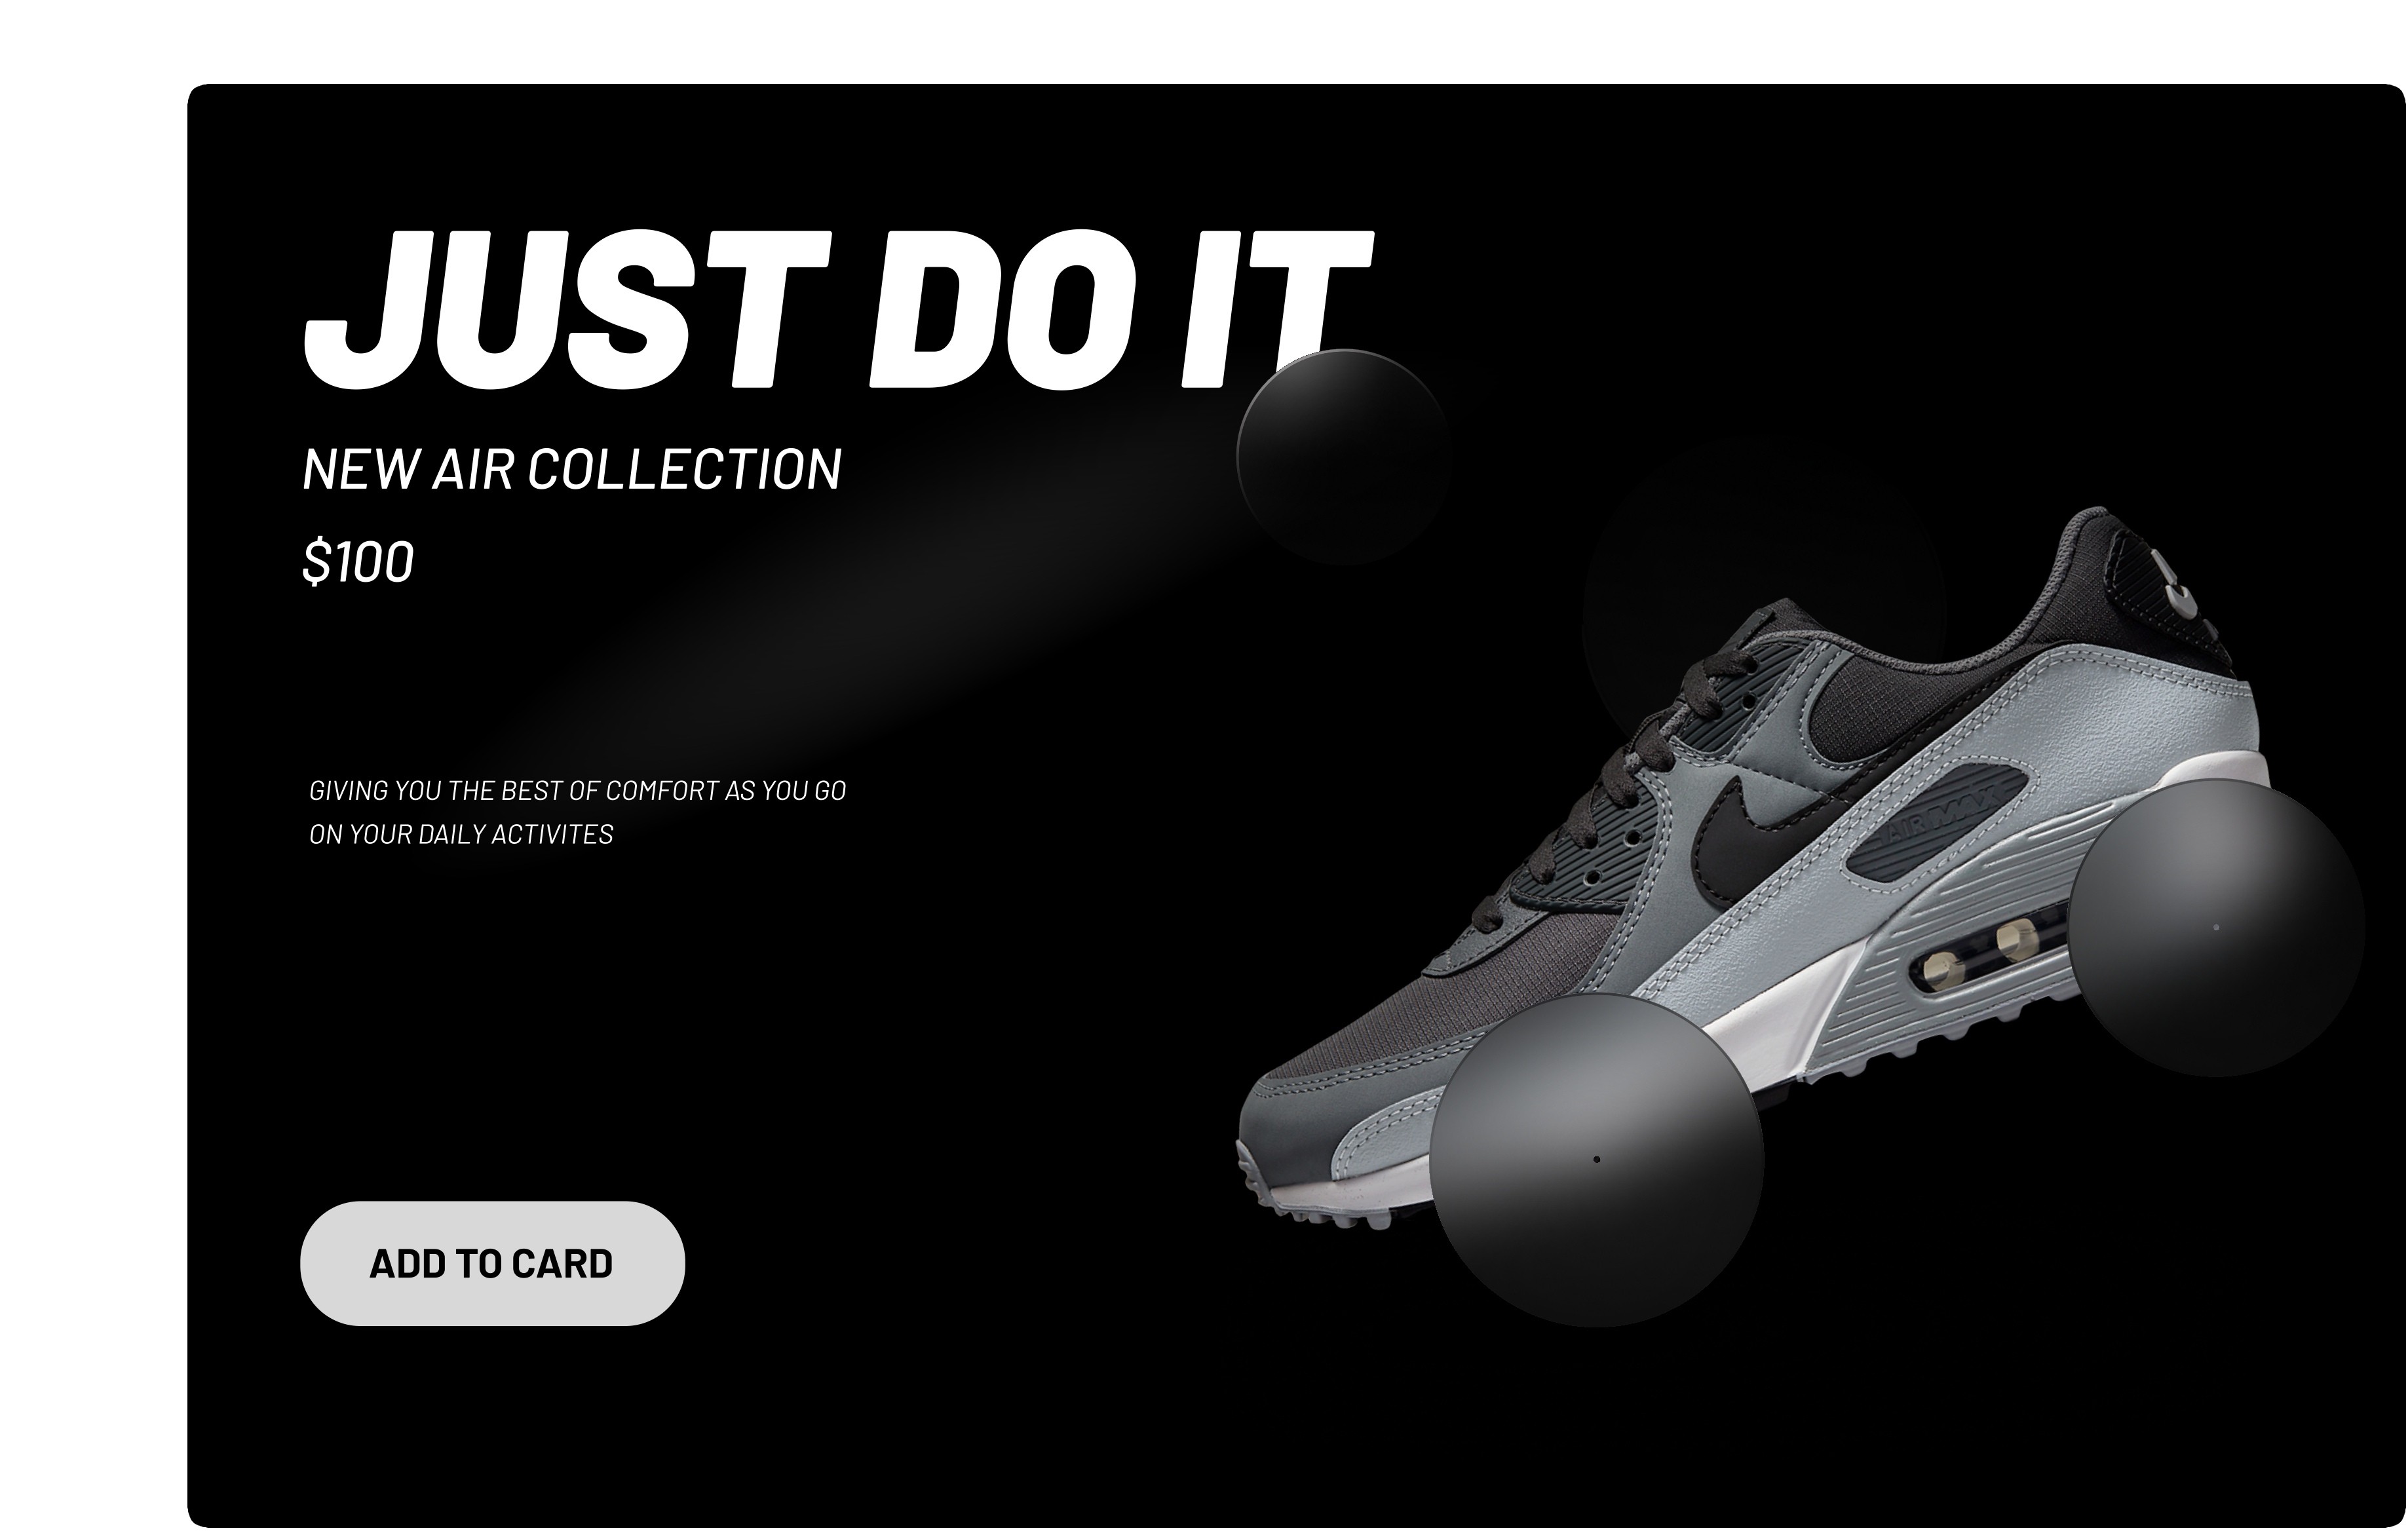 JUST DO IT
NEW AIR COLLECTION
$100
GIVING YOU THE BEST OF COMFORT AS YOU GO
ON YOUR DAILY ACTIVITES
AIR MAX
ADD TO CARD